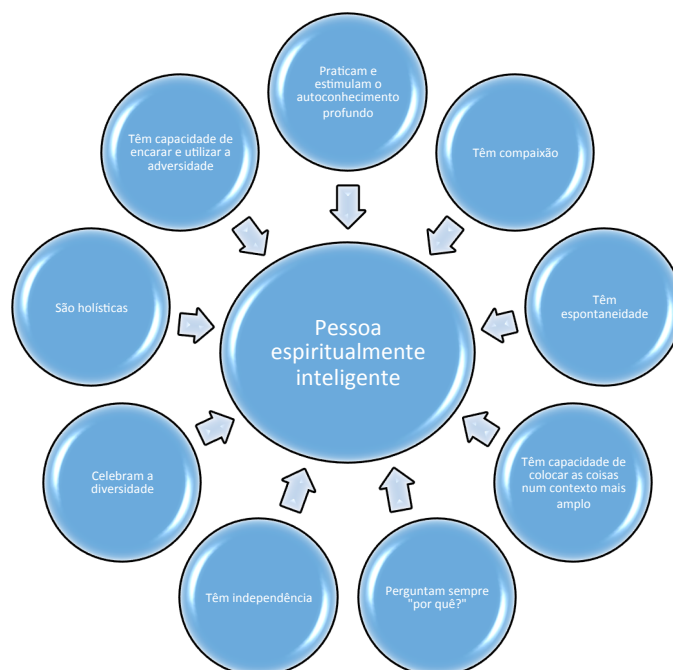 Praticam e
estimulam o
autoconhecimento
profundo
Têm capacidade de
encarar e utilizar a
adversidade
Têm compaixão
São holísticas
Têm
espontaneidade
Pessoa
espiritualmente
inteligente
Celebram a
diversidade
Têm capacidade de
colocar as coisas
num contexto mais
amplo
Têm independência
Perguntam sempre
"por quê?"